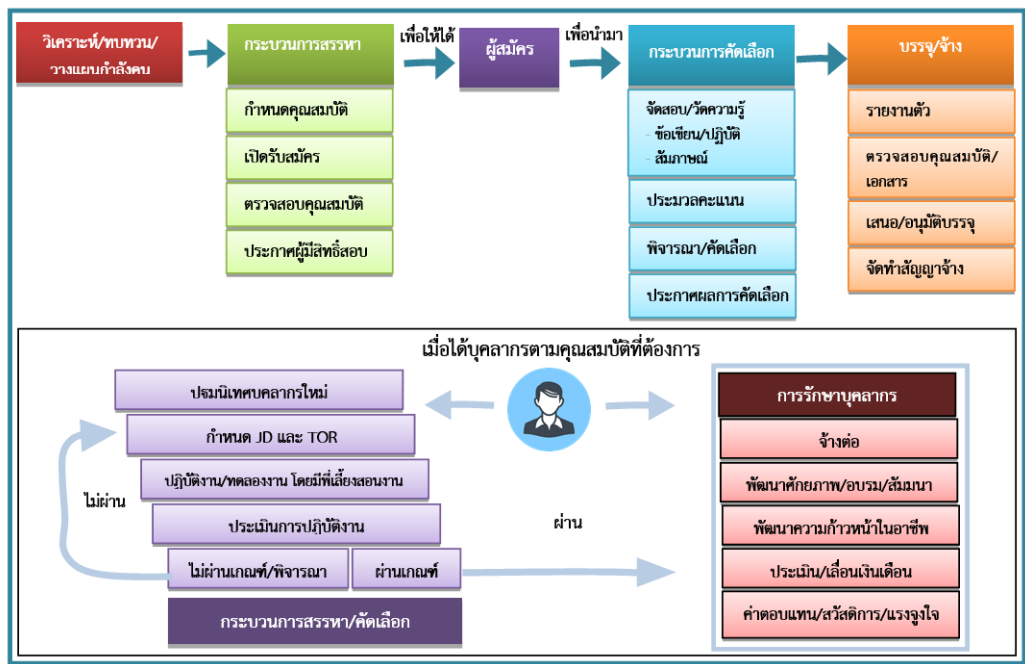 วิเคราะห์/ทบทวน/
วางแผนกำลังคน
กระบวนการสรรหา
เพื่อให้ได้
ผู้สมัคร
เพื่อนำมา
กระบวนการคัดเลือก
บรรจุ/จ้าง
กำหนดคุณสมบัติ
เปิดรับสมัคร
ตรวจสอบคุณสมบัติ
ประกาศผู้มีสิทธิ์สอบ
จัดสอบ/วัดความรู้
- ข้อเขียน/ปฏิบัติ
- สัมภาษณ์
ประมวลคะแนน
พิจารณา/คัดเลือก
ประกาศผลการคัดเลือก
รายงานตัว
ตรวจสอบคุณสมบัติ/
เอกสาร
เสนอ/อนุมัติบรรจุ
จัดทำสัญญาจ้าง
เมื่อได้บุคลากรตามคุณสมบัติที่ต้องการ
ปฐมนิเทศบุคลากรใหม่
กำหนด JD และ TOR
ปฏิบัติงาน/ทดลองงาน โดยมีพี่เลี้ยงสอนงาน
ประเมินการปฏิบัติงาน
ไม่ผ่านเกณฑ์/พิจารณา
ผ่านเกณฑ์
กระบวนการสรรหา/คัดเลือก
ไม่ผ่าน
ผ่าน
การรักษาบุคลากร
จ้างต่อ
พัฒนาศักยภาพ/อบรม/สัมมนา
พัฒนาความก้าวหน้าในอาชีพ
ประเมิน/เลื่อนเงินเดือน
ค่าตอบแทน/สวัสดิการ/แรงจูงใจ